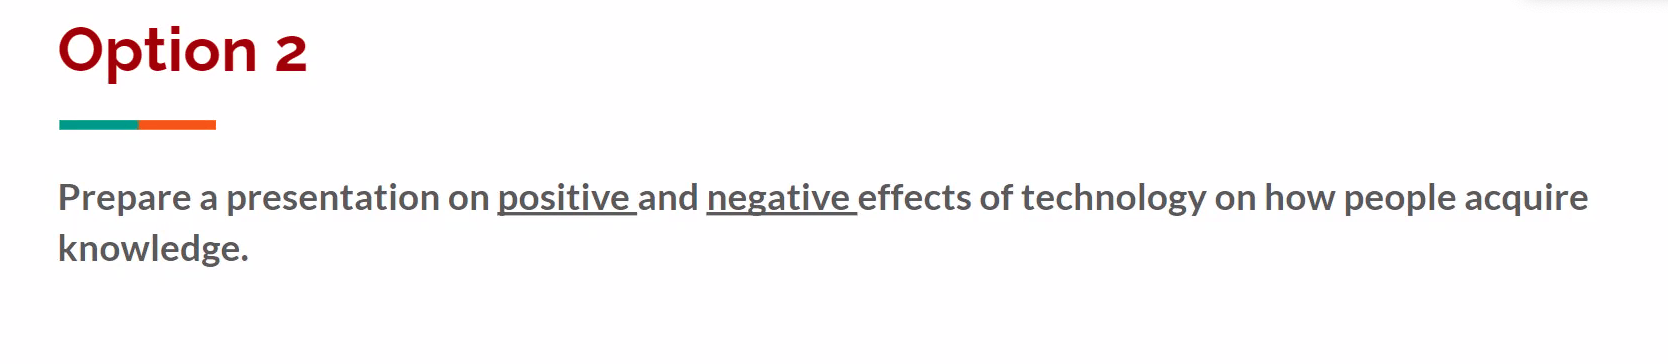 Option 2
Prepare a presentation on positive and negative effects of technology on how people acquire
knowledge.